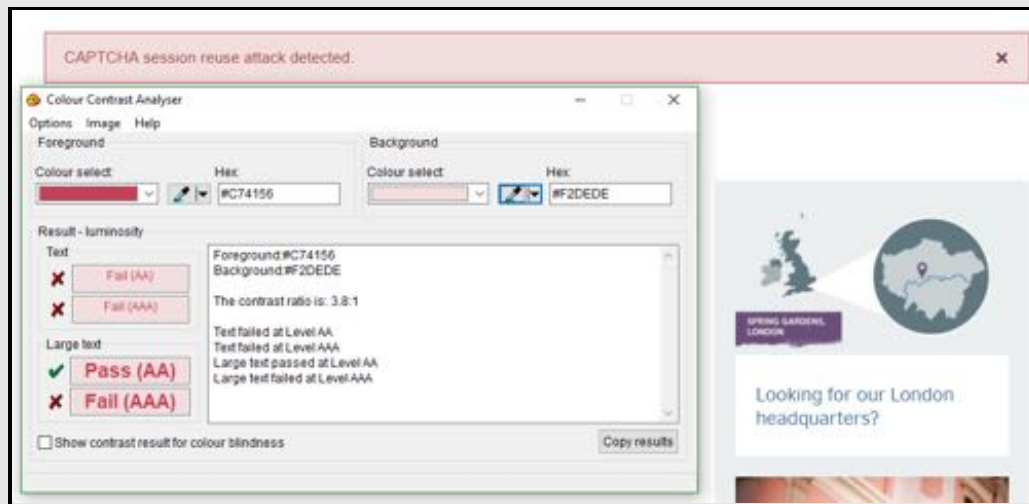 CAPTCHA session reuse attack detected.
×
Colour Contrast Analyser
Options Image Help
Foreground
Background
Colour select:
Hex:
Colour select:
Hex:
#C74156
#F2DEDE
Result - luminosity
Text
Fail (AA)
Fail (AAA)
Large text
Pass (AA)
Fail (AAA)
Foreground:#C74156
Background:#F2DEDE
The contrast ratio is: 3.8:1
Text failed at Level AA
Text failed at Level AAA
Large text passed at Level AA
Large text failed at Level AAA
Show contrast result for colour blindness
Copy results
SPRING GARDENS,
LONDON
Looking for our London
headquarters?